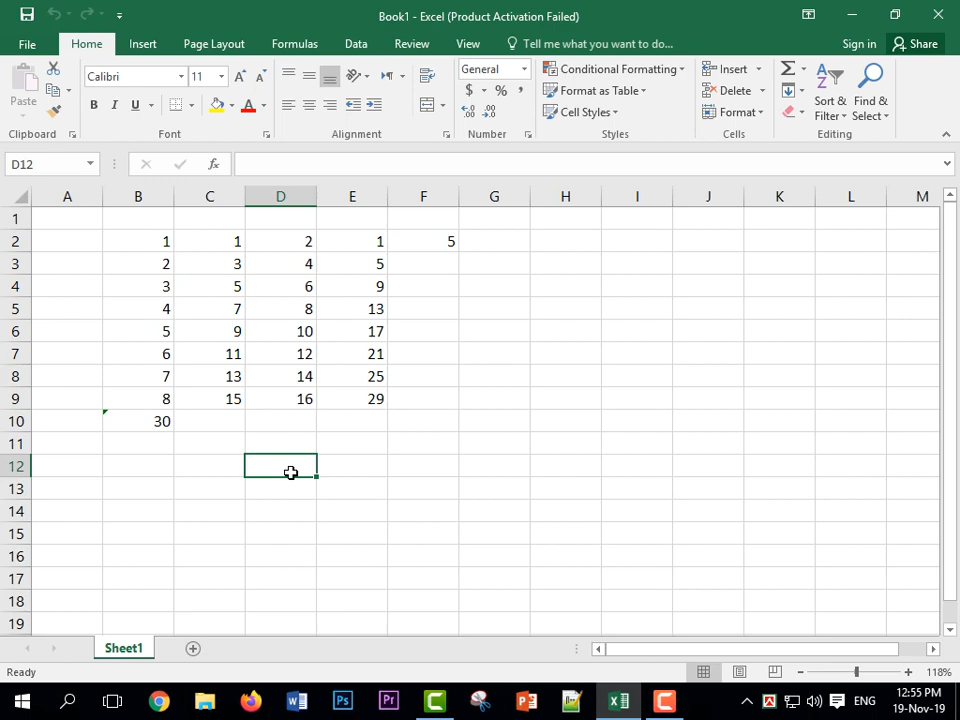 Book1 - Excel (Product Activation Failed)
File Home Insert Page Layout Formulas Data Review View Tell me what you want to do... Sign in Share
Calibri 11 General Conditional Formatting Insert
Paste B I U A $ % , Format as Table Delete Sort & Find &
Cell Styles Format Filter Select
Clipboard Font Alignment Number Styles Cells Editing
D12 fx
A B C D E F G H I J K L M
1
2 1 1 2 1 5
3 2 3 4 5
4 3 5 6 9
5 4 7 8 13
6 5 9 10 17
7 6 11 12 21
8 7 13 14 25
9 8 15 16 29
10 30
11
12
13
14
15
16
17
18
19
Sheet1
Ready 118%
12:55 PM
ENG
19-Nov-19